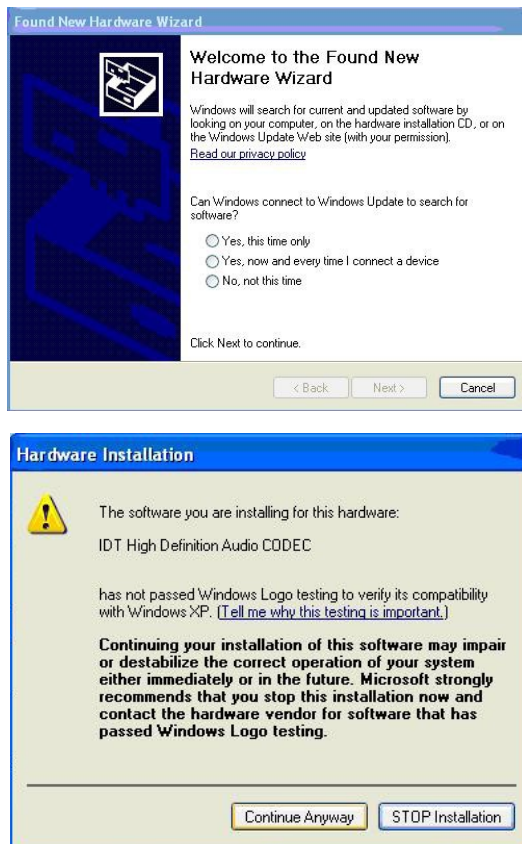 Found New Hardware Wizard
Welcome to the Found New
Hardware Wizard
Windows will search for current and updated software by
looking on your computer, on the hardware installation CD, or on
the Windows Update Web site (with your permission).
Read our privacy policy
Can Windows connect to Windows Update to search for
software?
Yes, this time only
Yes, now and every time I connect a device
No, not this time
Click Next to continue.
< Back Next > Cancel
Hardware Installation
The software you are installing for this hardware:
IDT High Definition Audio CODEC
has not passed Windows Logo testing to verify its compatibility
with Windows XP. (Tell me why this testing is important.)
Continuing your installation of this software may impair
or destabilize the correct operation of your system
either immediately or in the future. Microsoft strongly
recommends that you stop this installation now and
contact the hardware vendor for software that has
passed Windows Logo testing.
Continue Anyway STOP Installation